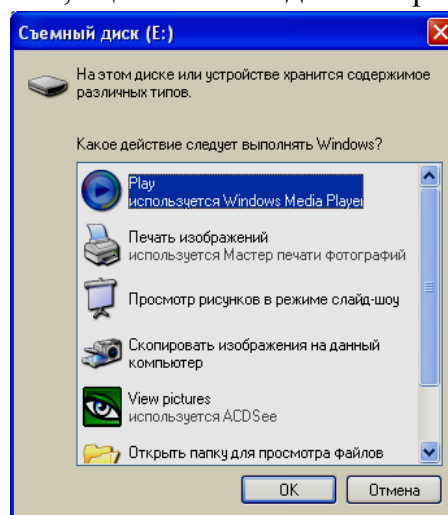 Съемный диск (E:)
На этом диске или устройстве хранится содержимое
различных типов.
Какое действие следует выполнять Windows?
Play
используется Windows Media Player
Печать изображений
используется Мастер печати фотографий
Просмотр рисунков в режиме слайд-шоу
Скопировать изображения на данный
компьютер
View pictures
используется ACDSee
Открыть папку для просмотра файлов
OK
Отмена